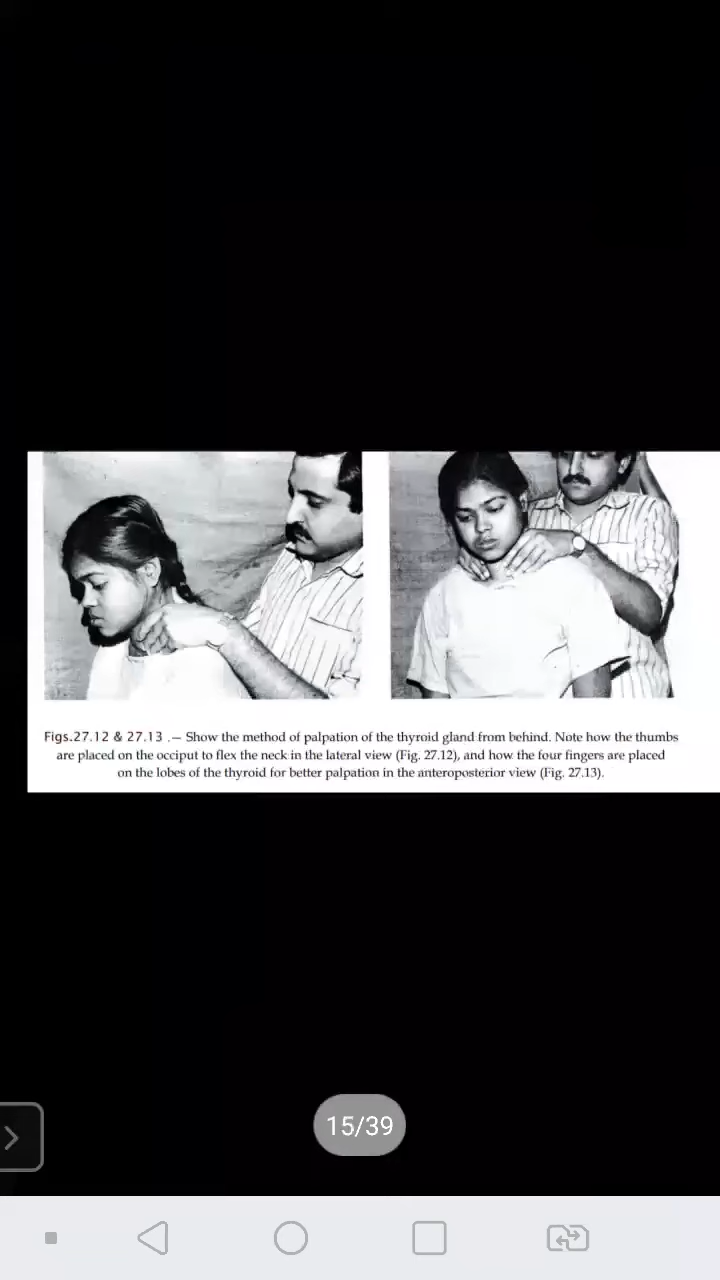 Figs.27.12 & 27.13 .— Show the method of palpation of the thyroid gland from behind. Note how the thumbs
are placed on the occiput to flex the neck in the lateral view (Fig. 27.12), and how the four fingers are placed
on the lobes of the thyroid for better palpation in the anteroposterior view (Fig. 27.13).
15/39